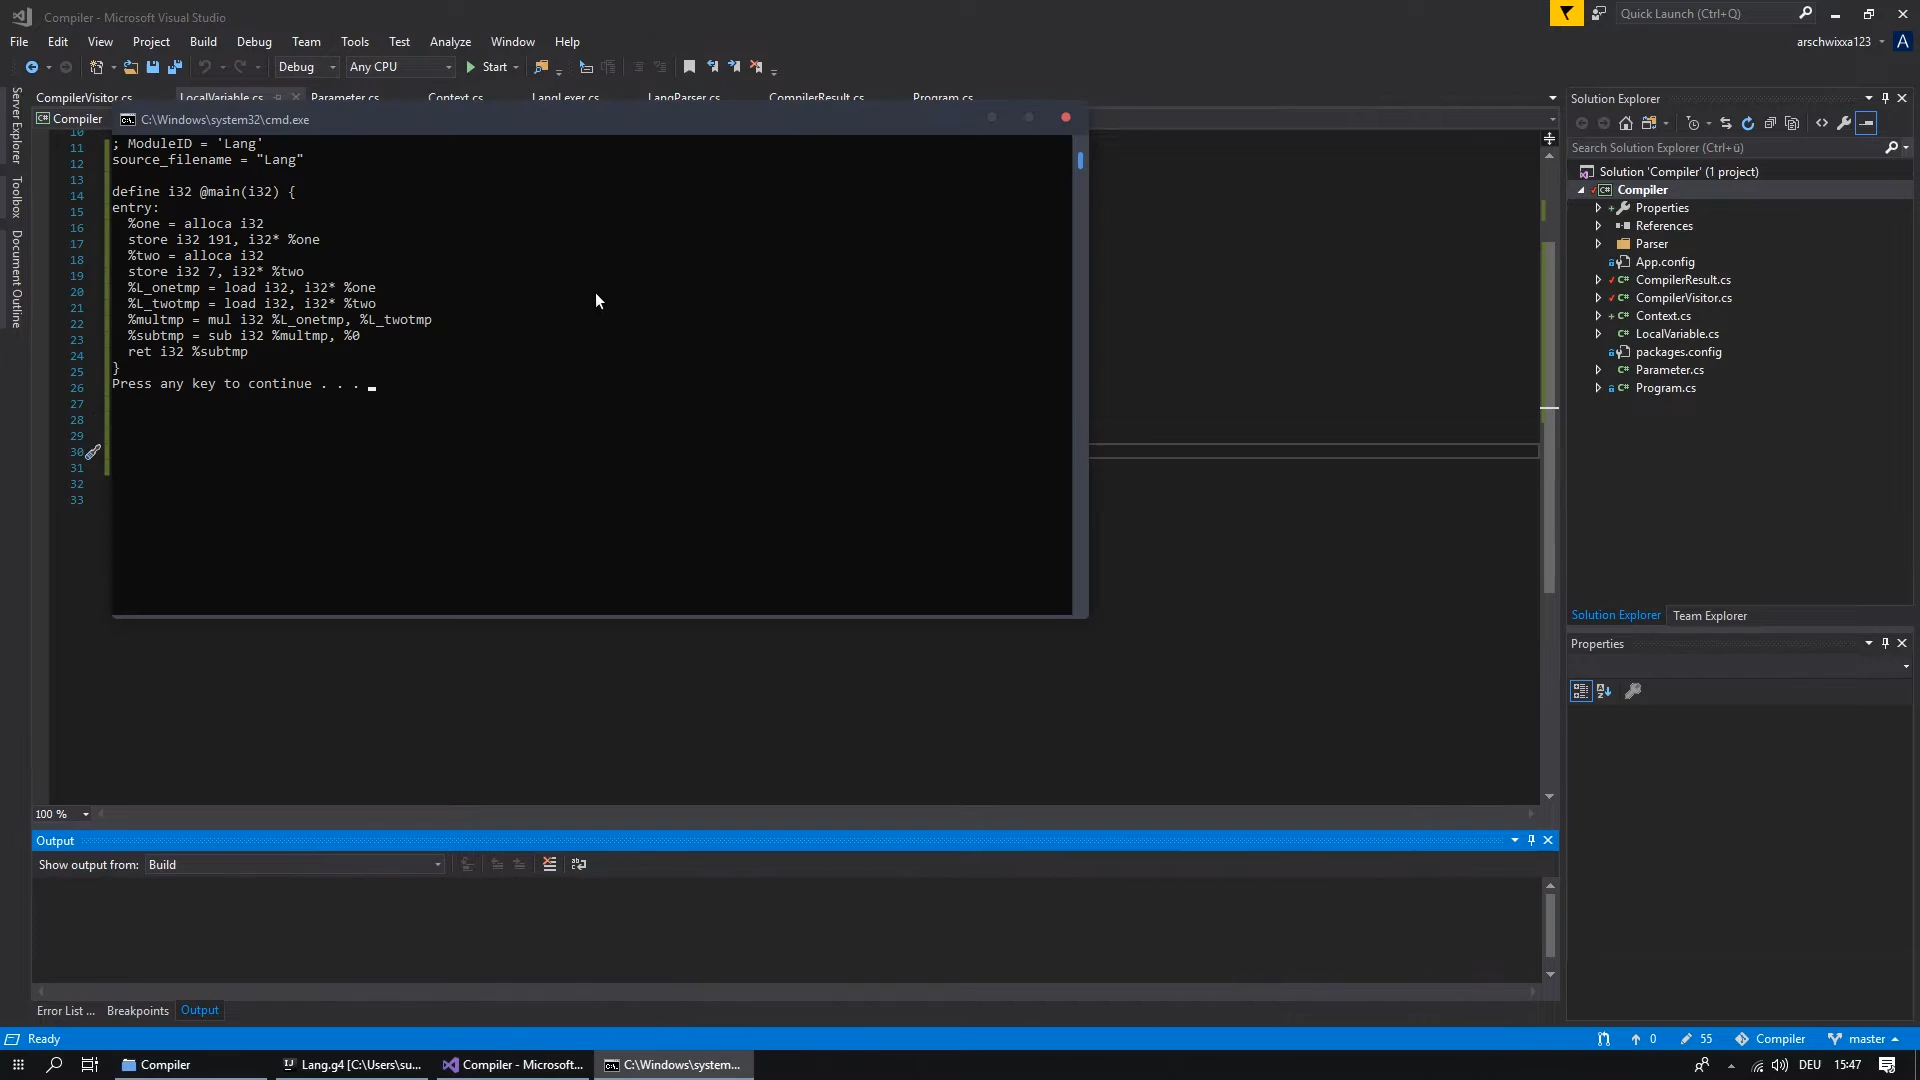 Compiler - Microsoft Visual Studio
Quick Launch (Ctrl+Q)
File Edit View Project Build Debug Team Tools Test Analyze Window Help
arschwixxa123 A
Debug Any CPU Start
CompilerVisitor.cs LocalVariable.cs Parameter.cs Context.cs LangLexer.cs LangParser.cs CompilerResult.cs Program.cs
Compiler
C:\Windows\system32\cmd.exe
; ModuleID = 'Lang'
source_filename = "Lang"
define i32 @main(i32) {
entry:
%one = alloca i32
store i32 191, i32* %one
%two = alloca i32
store i32 7, i32* %two
%L_onetmp = load i32, i32* %one
%L_twotmp = load i32, i32* %two
%multmp = mul i32 %L_onetmp, %L_twotmp
%subtmp = sub i32 %multmp, %0
ret i32 %subtmp
}
Press any key to continue . . .
10
11
12
13
14
15
16
17
18
19
20
21
22
23
24
25
26
27
28
29
30
31
32
33
Server Explorer
Toolbox
Document Outline
Solution Explorer
Search Solution Explorer (Ctrl+ü)
Solution 'Compiler' (1 project)
Compiler
Properties
References
Parser
App.config
CompilerResult.cs
CompilerVisitor.cs
Context.cs
LocalVariable.cs
packages.config
Parameter.cs
Program.cs
Solution Explorer Team Explorer
Properties
100 %
Output
Show output from: Build
Error List ... Breakpoints Output
Ready
0 55 Compiler master
Compiler Lang.g4 [C:\Users\su... Compiler - Microsoft... C:\Windows\system...
DEU 15:47